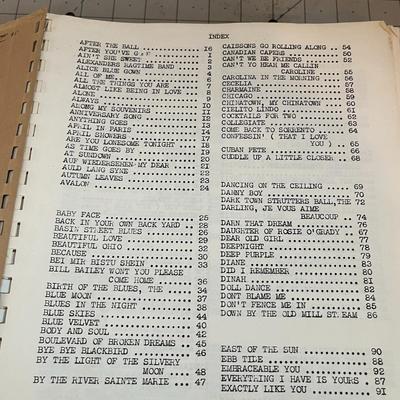 INDEX
AFTER THE BALL .......... 16
AFTER YOU'VE ......... 1
AIN'T SHE SWEET ......... 2
ALEXANDERS RAGTIME BAND ... 3
ALICE BLUE GOWN ......... 4
ALL OF ME ......... 6
ALL THE THINGS YOU ARE .... 7
ALMOST LIKE BEING IN LOVE .. 8
ALONE .........
ALWAYS .........
AMONG MY SOUVENIRS .........
ANNIVERSARY SONG .........
ANYTHING GOES .........
APRIL IN PARIS .........
APRIL SHOWERS .........
ARE YOU LONESOME TONIGHT ... 18
AS TIME GOES BY ......... 19
AT SUNDOWN ......... 20
AUF WIEDERSEHEN-MY DEAR ... 21
AULD LANG SYNE ......... 22
AUTUMN LEAVES ......... 23
AVALON ......... 24
BABY FACE ......... 25
BACK IN YOUR OWN BACK YARD . 28
BASIN STREET BLUES ........ 26
BEAUTIFUL LOVE ......... 29
BEAUTIFUL OHIO ......... 32
BECAUSE ......... 30
BEI MIR BISTU SHEIN ....... 33
BILL BAILEY WONT YOU PLEASE
COME HOME ..... 36
BIRTH OF THE BLUES, THE ... 34
BLUE MOON ......... 37
BLUES IN THE NIGHT ........ 38
BLUE SKIES ......... 44
BLUE VELVET ......... 40
BODY AND SOUL ......... 42
BOULEVARD OF BROKEN DREAMS . 45
BYE BYE BLACKBIRD ......... 46
BY THE LIGHT OF THE SILVERY
MOON ....... 48
BY THE RIVER SAINTE MARIE ... 47
CAISSONS GO ROLLING ALONG .. 54
CANADIAN CAPERS ......... 50
CAN'T WE BE FRIENDS ....... 52
CAN'T YO HEAR ME CALLIN
CAROLINE ......... 55
CAROLINA IN THE MORNING .... 56
CECELIA ......... 57
CHARMAINE ......... 58
CHICAGO ......... 59
CHINATOWN, MY CHINATOWN .... 60
CIELITO LINDO ......... 61
COCKTAILS FOR TWO ......... 62
COLLEGIATE ......... 63
COME BACK TO SORRENTO ..... 64
CONFESSIN' ( THAT I LOVE
YOU ) ......... 65
CUBAN PETE ......... 66
CUDDLE UP A LITTLE CLOSER .. 68
DANCING ON THE CEILING .... 69
DANNY BOY ......... 70
DARK TOWN STRUTTERS BALL,THE 72
DARLING, JE VOUS AIME
BEAUCOUP .. 74
DARN THAT DREAM ......... 76
DAUGHTER OF ROSIE O'GRADY .. 67
DEAR OLD GIRL ......... 77
DEEPNIGHT ......... 78
DEEP PURPLE ......... 79
DIANE ......... 83
DID I REMEMBER ......... 80
DINAH ......... 81
DOLL DANCE ......... 82
DONT BLAME ME ......... 84
DON'T FENCE ME IN ......... 85
DOWN BY THE OLD MILL ..... 86
EAST OF THE SUN ......... 90
EBB TIDE ......... 88
EMBRACEABLE YOU ......... 92
EVERYTHING I HAVE IS YOURS . 87
EXACTLY LIKE YOU ......... 91